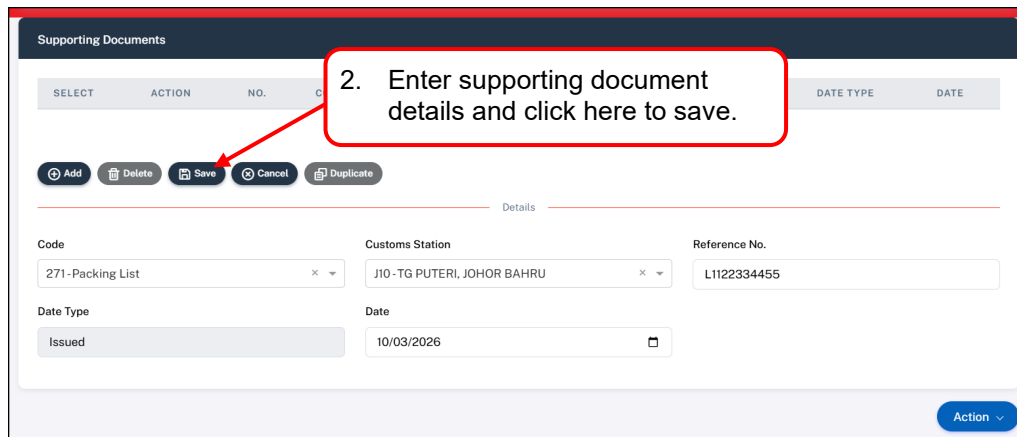 Supporting Documents
SELECT ACTION NO. C DATE TYPE DATE
2. Enter supporting document
details and click here to save.
Add Delete Save Cancel Duplicate
Details
Code Customs Station Reference No.
271 - Packing List J10 - TG PUTERI, JOHOR BAHRU L1122334455
Date Type Date
Issued 10/03/2026
Action